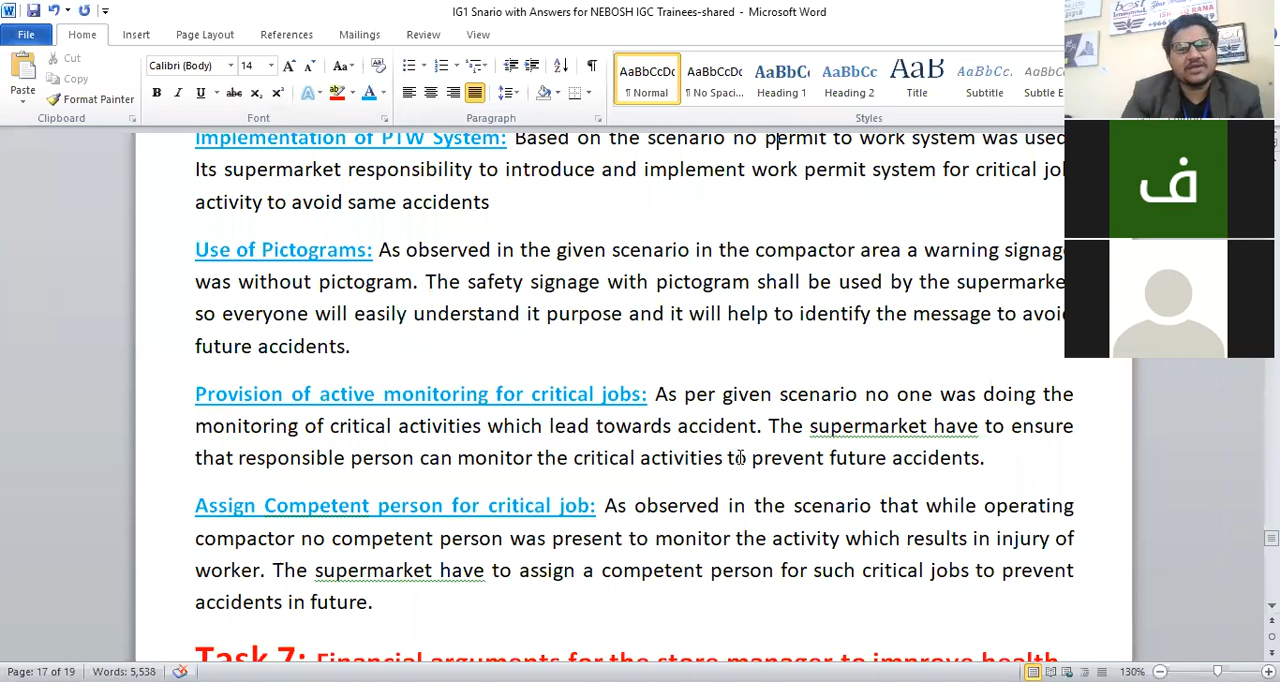 IG1 Snario with Answers for NEBOSH IGC Trainees-shared - Microsoft Word
File Home Insert Page Layout References Mailings Review View
Paste
Cut
Copy
Format Painter
Clipboard
Calibri (Body) 14
Font
Paragraph
AaBbCcDc AaBbCcDc AaBbC AaBbCc AaB AaBbCcL
¶ Normal ¶ No Spaci... Heading 1 Heading 2 Title Subtitle Subtle E
Styles
best
ف
Implementation of PTW System: Based on the scenario no permit to work system was used
Its supermarket responsibility to introduce and implement work permit system for critical jo
activity to avoid same accidents
Use of Pictograms: As observed in the given scenario in the compactor area a warning signag
was without pictogram. The safety signage with pictogram shall be used by the supermarke
so everyone will easily understand it purpose and it will help to identify the message to avoi
future accidents.
Provision of active monitoring for critical jobs: As per given scenario no one was doing the
monitoring of critical activities which lead towards accident. The supermarket have to ensure
that responsible person can monitor the critical activities to prevent future accidents.
Assign Competent person for critical job: As observed in the scenario that while operating
compactor no competent person was present to monitor the activity which results in injury of
worker. The supermarket have to assign a competent person for such critical jobs to prevent
accidents in future.
Task 7: Financial arguments for the store manager to improve health
Page: 17 of 19 Words: 5,538 130%